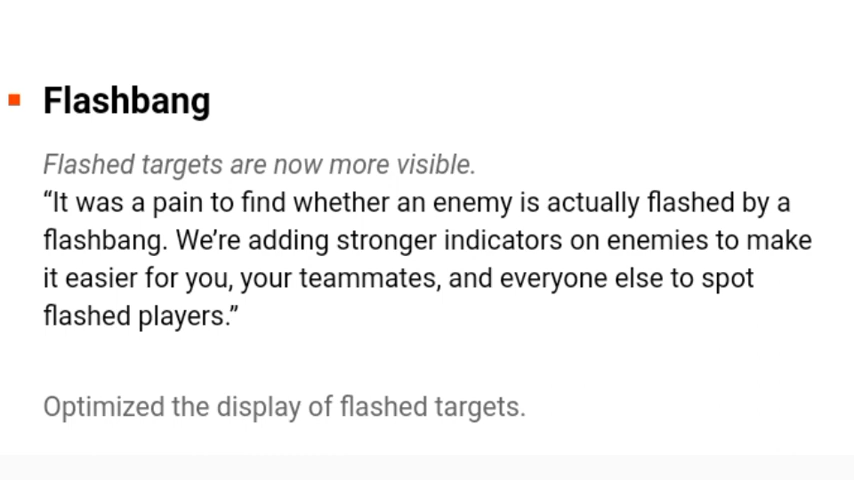 Flashbang
Flashed targets are now more visible.
“It was a pain to find whether an enemy is actually flashed by a
flashbang. We’re adding stronger indicators on enemies to make
it easier for you, your teammates, and everyone else to spot
flashed players.”
Optimized the display of flashed targets.